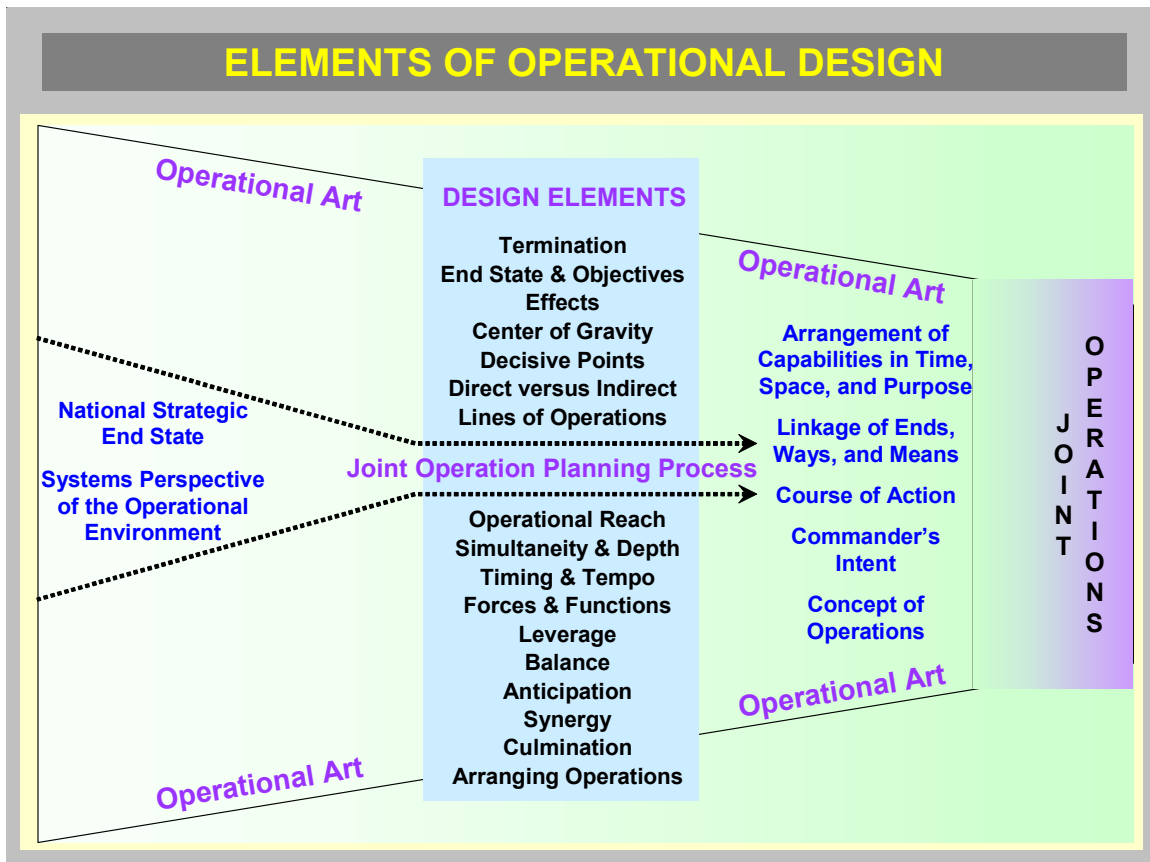 ELEMENTS OF OPERATIONAL DESIGN
Operational Art
National Strategic
End State
Systems Perspective
of the Operational
Environment
Operational Art
DESIGN ELEMENTS
Termination
End State & Objectives
Effects
Center of Gravity
Decisive Points
Direct versus Indirect
Lines of Operations
Joint Operation Planning Process
Operational Reach
Simultaneity & Depth
Timing & Tempo
Forces & Functions
Leverage
Balance
Anticipation
Synergy
Culmination
Arranging Operations
Operational Art
Arrangement of
Capabilities in Time,
Space, and Purpose
Linkage of Ends,
Ways, and Means
Course of Action
Commander's
Intent
Concept of
Operations
Operational Art
JOINT
OPERATIONS